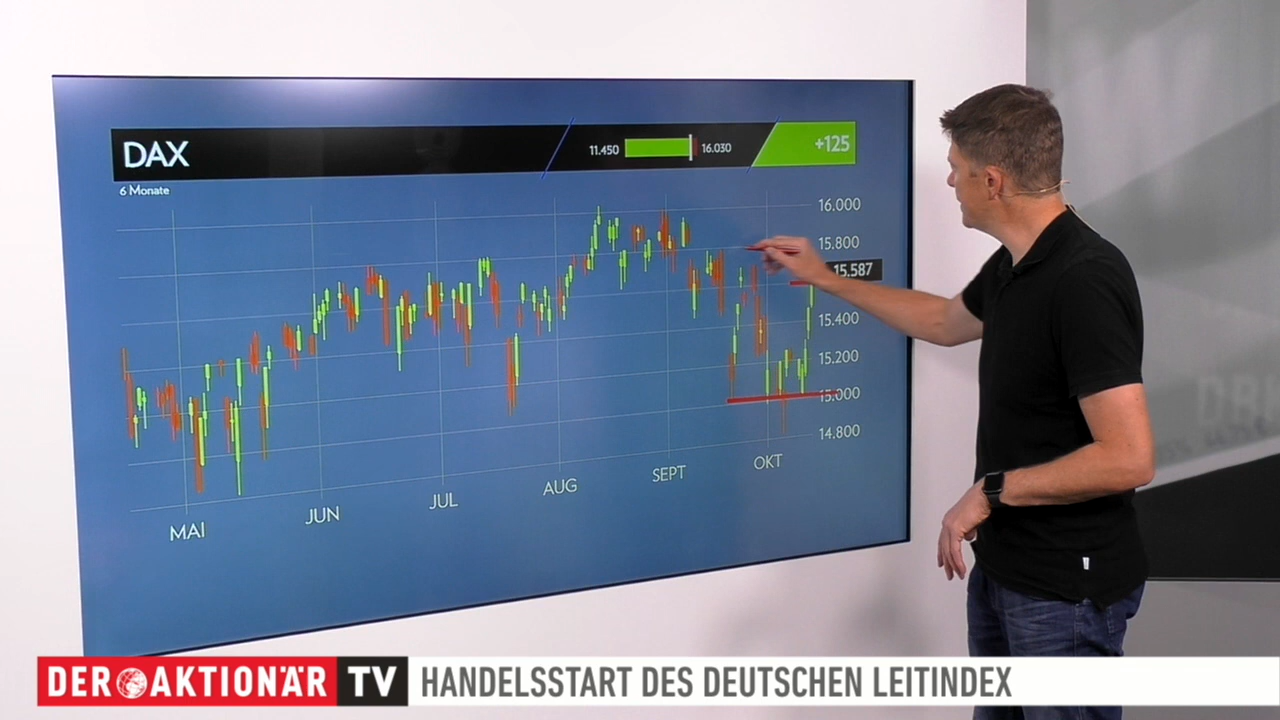 DAX
11.450
16.030
+125
6 Monate
16.000
15.800
15.587
15.400
15.200
15.000
14.800
MAI
JUN
JUL
AUG
SEPT
OKT
DER AKTIONÄR TV
HANDELSSTART DES DEUTSCHEN LEITINDEX